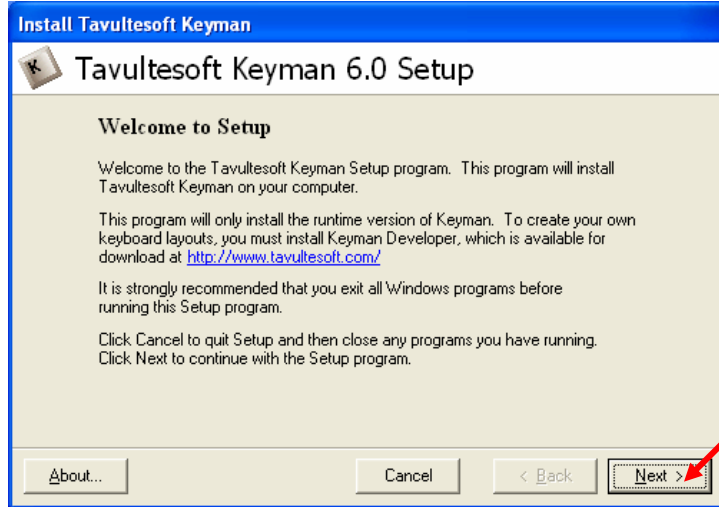 Install Tavultesoft Keyman
K
Tavultesoft Keyman 6.0 Setup
Welcome to Setup
Welcome to the Tavultesoft Keyman Setup program. This program will install
Tavultesoft Keyman on your computer.
This program will only install the runtime version of Keyman. To create your own
keyboard layouts, you must install Keyman Developer, which is available for
download at http://www.tavultesoft.com/
It is strongly recommended that you exit all Windows programs before
running this Setup program.
Click Cancel to quit Setup and then close any programs you have running.
Click Next to continue with the Setup program.
About... Cancel < Back Next >